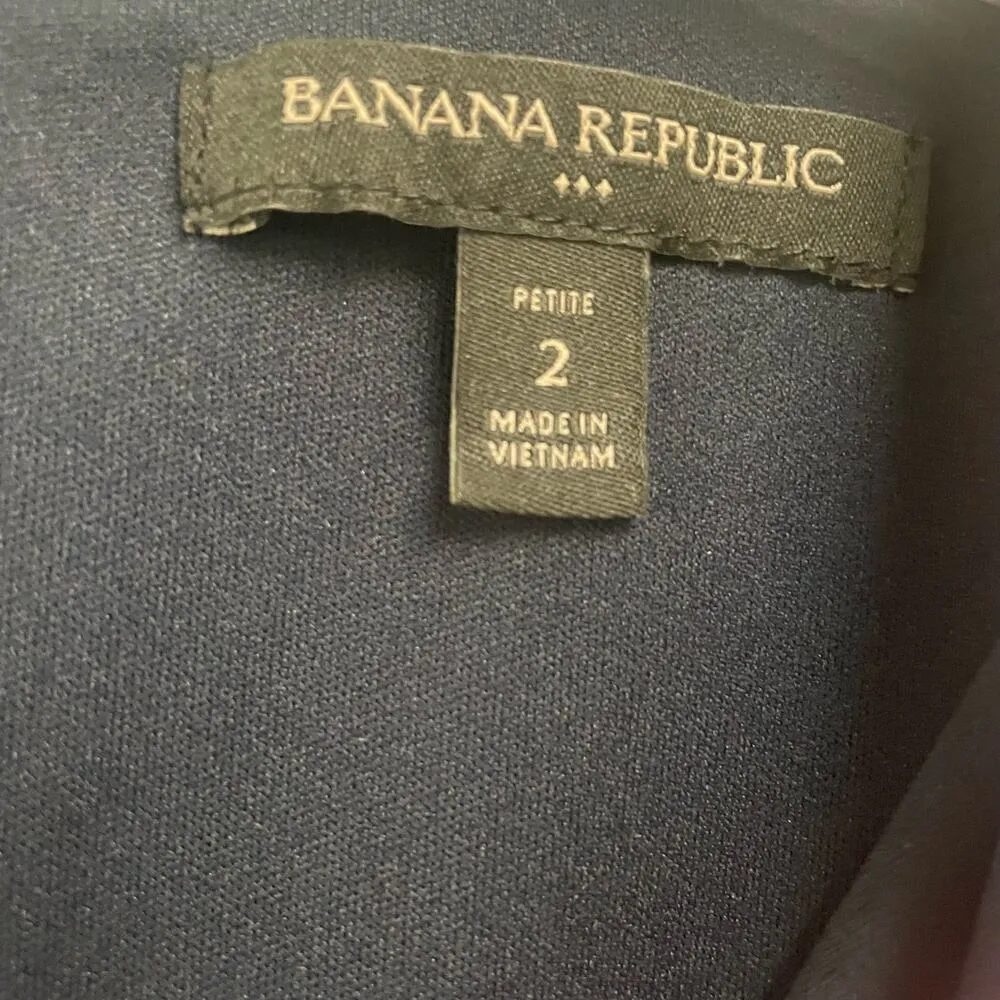 BANANA REPUBLIC
PETITE
2
MADE IN
VIETNAM